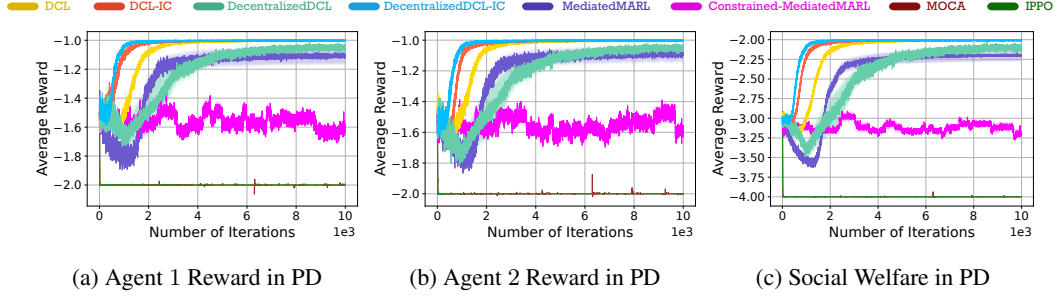 DCL DCL-IC DecentralizedDCL DecentralizedDCL-IC MediatedMARL Constrained-MediatedMARL MOCA IPPO
Average Reward
−1.0
−1.2
−1.4
−1.6
−1.8
−2.0
0 2 4 6 8 10
Number of Iterations 1e3
(a) Agent 1 Reward in PD
Average Reward
−1.0
−1.2
−1.4
−1.6
−1.8
−2.0
0 2 4 6 8 10
Number of Iterations 1e3
(b) Agent 2 Reward in PD
Average Reward
−2.00
−2.25
−2.50
−2.75
−3.00
−3.25
−3.50
−3.75
−4.00
0 2 4 6 8 10
Number of Iterations 1e3
(c) Social Welfare in PD